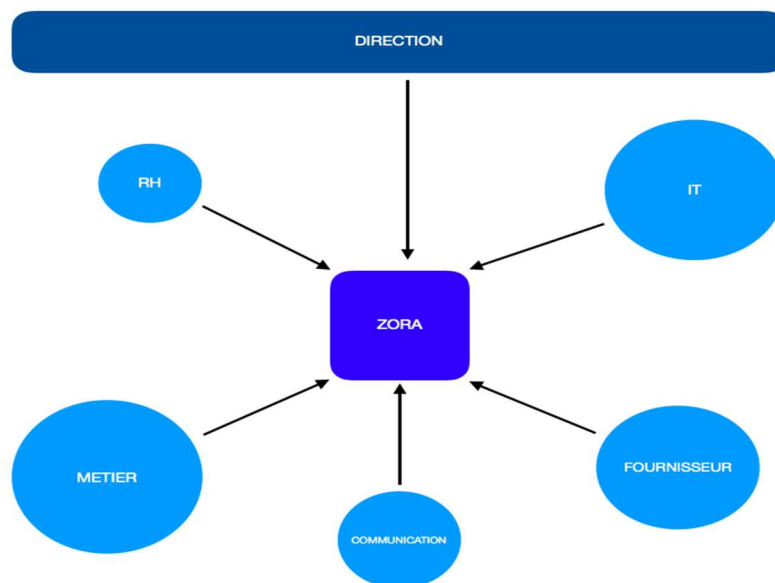 DIRECTION
RH
IT
ZORA
METIER
FOURNISSEUR
COMMUNICATION